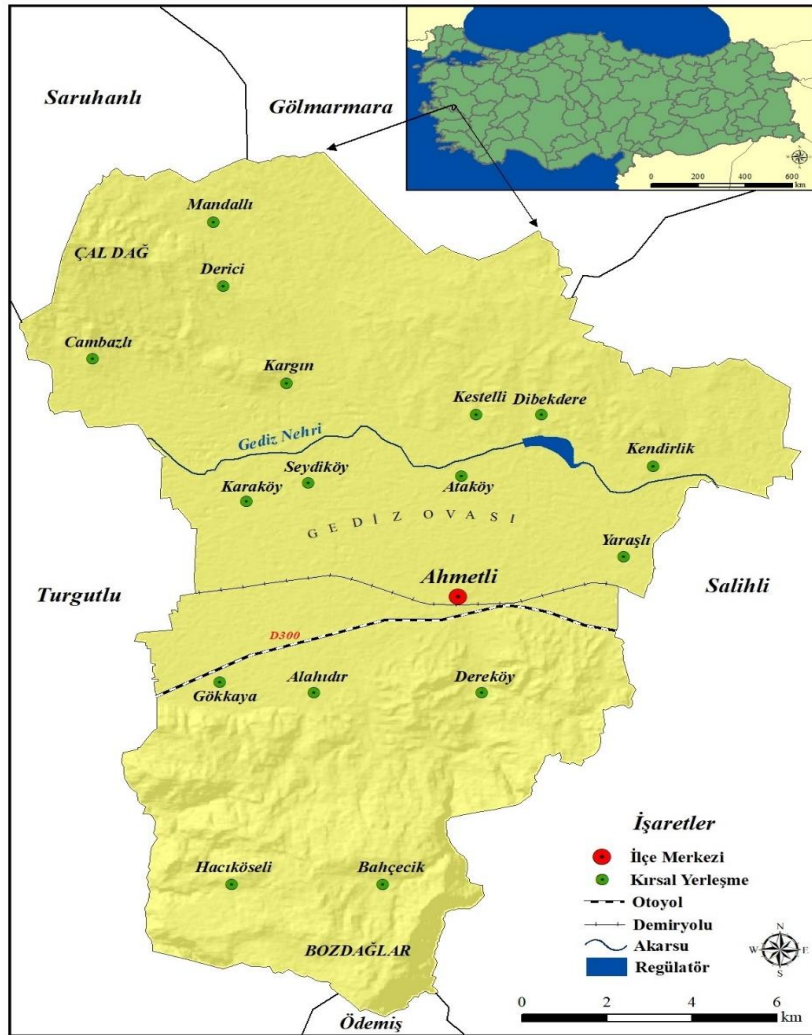 Saruhanlı
Gölmarmara
0 200 400 600
km
Mandallı
ÇAL DAĞ
Derici
Cambazlı
Kargın
Kestelli
Dibekdere
Gediz Nehri
Kendirlik
Seydiköy
Karaköy
Ataköy
GEDİZ OVASI
Yaraşlı
Ahmetli
Turgutlu
Salihli
D300
Gökkaya
Alahıdır
Dereköy
Hacıköseli
Bahçecik
BOZDAĞLAR
Ödemiş
İşaretler
İlçe Merkezi
Kırsal Yerleşme
Otoyol
Demiryolu
Akarsu
Regülatör
N
W E
S
0 2 4 6
km